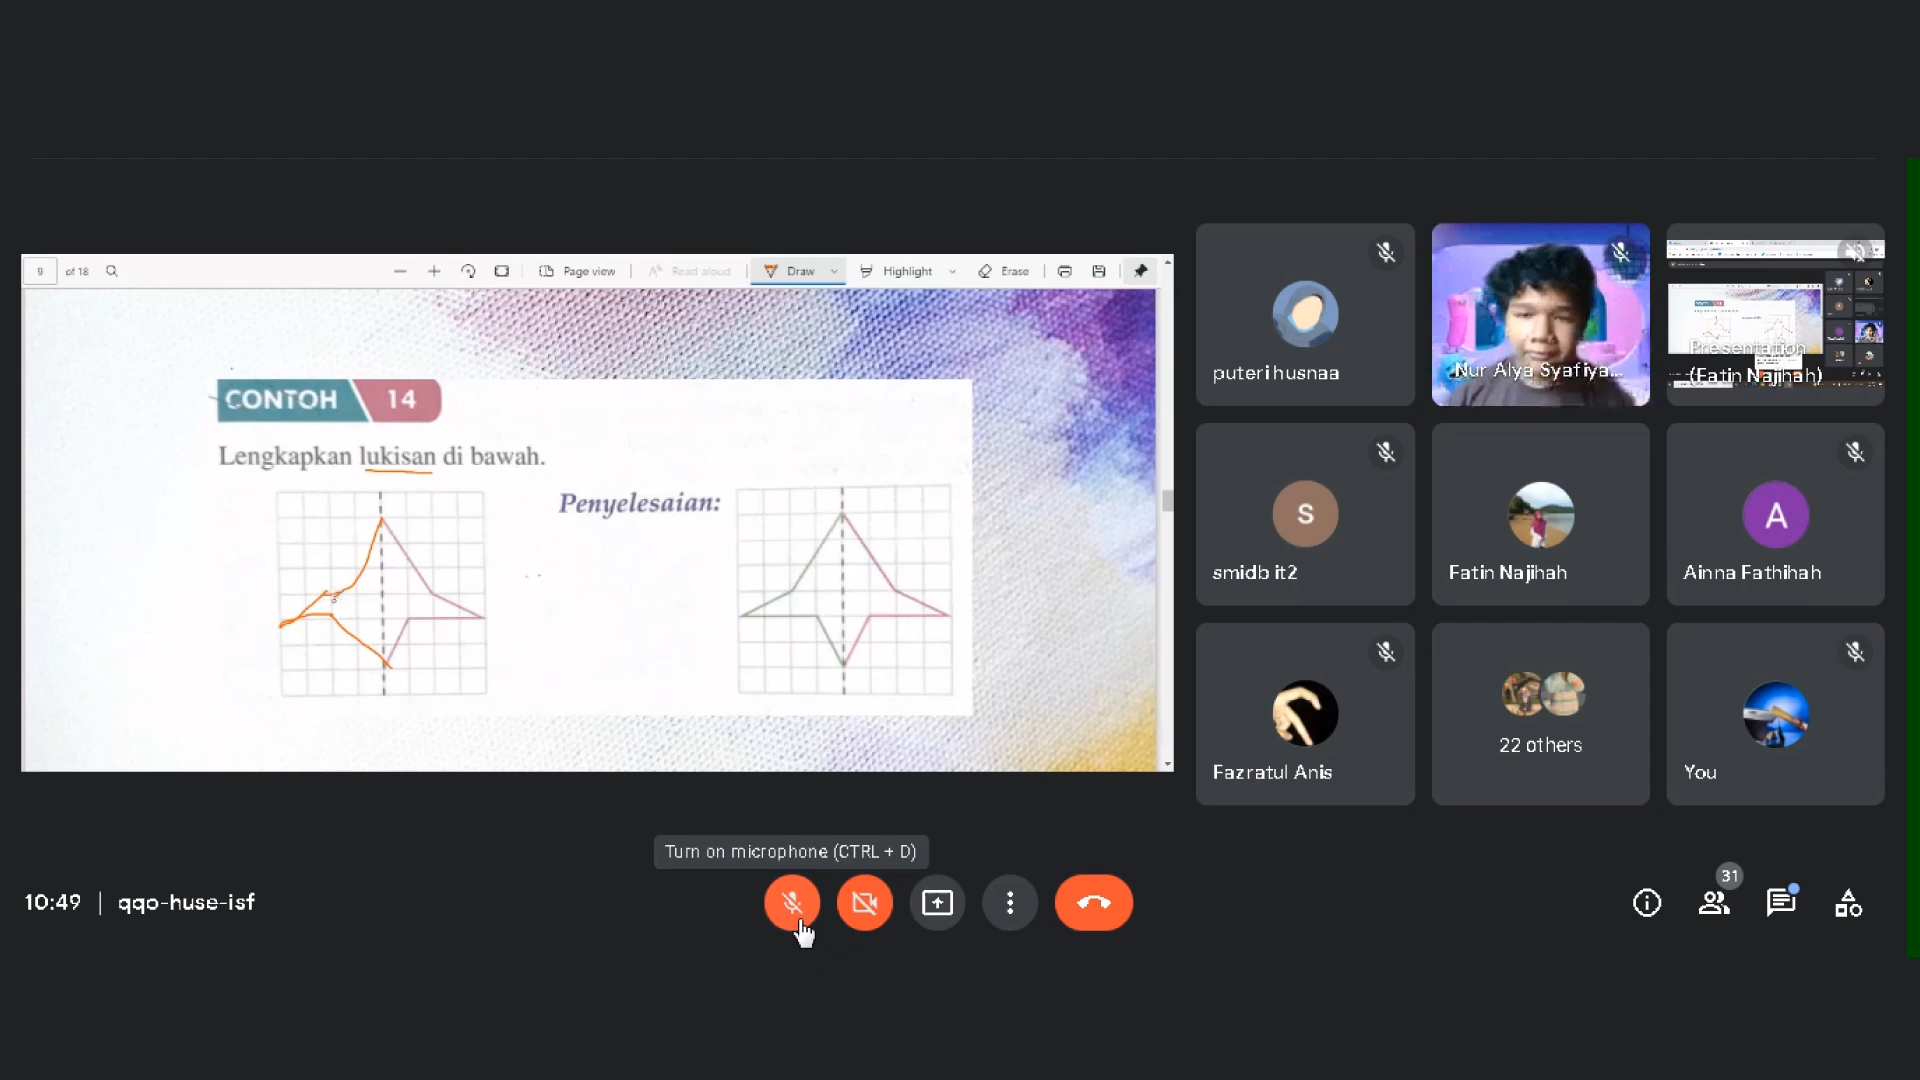 9 of 18 Page view Read aloud Draw Highlight Erase
CONTOH 14
Lengkapkan lukisan di bawah.
Penyelesaian:
puteri husnaa
Nur Alya Syafiya...
Presentation
(Fatin Najihah)
smidb it2
Fatin Najihah
Ainna Fathihah
Fazratul Anis
22 others
You
Turn on microphone (CTRL + D)
10:49 | qqo-huse-isf
31
S
A